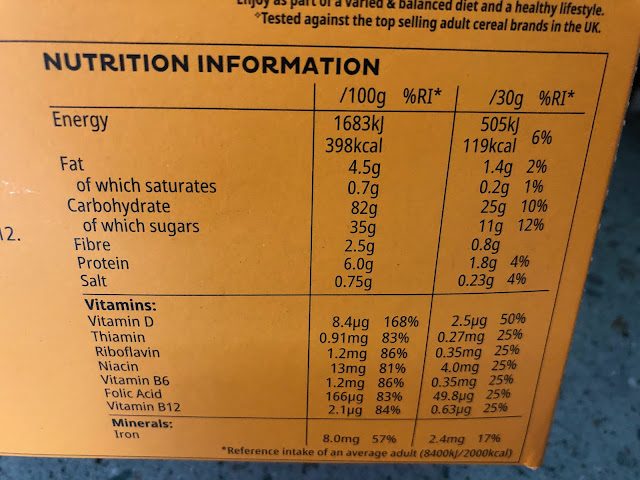 Enjoy as part of a varied & balanced diet and a healthy lifestyle.
°Tested against the top selling adult cereal brands in the UK.
NUTRITION INFORMATION
/100g %RI* /30g %RI*
Energy 1683kJ 505kJ
398kcal 119kcal 6%
Fat 4.5g 1.4g 2%
of which saturates 0.7g 0.2g 1%
Carbohydrate 82g 25g 10%
of which sugars 35g 11g 12%
12.
Fibre 2.5g 0.8g
Protein 6.0g 1.8g 4%
Salt 0.75g 0.23g 4%
Vitamins:
Vitamin D 8.4µg 168% 2.5µg 50%
Thiamin 0.91mg 83% 0.27mg 25%
Riboflavin 1.2mg 86% 0.35mg 25%
Niacin 13mg 81% 4.0mg 25%
Vitamin B6 1.2mg 86% 0.35mg 25%
Folic Acid 166µg 83% 49.8µg 25%
Vitamin B12 2.1µg 84% 0.63µg 25%
Minerals:
Iron 8.0mg 57% 2.4mg 17%
*Reference intake of an average adult (8400kJ/2000kcal)